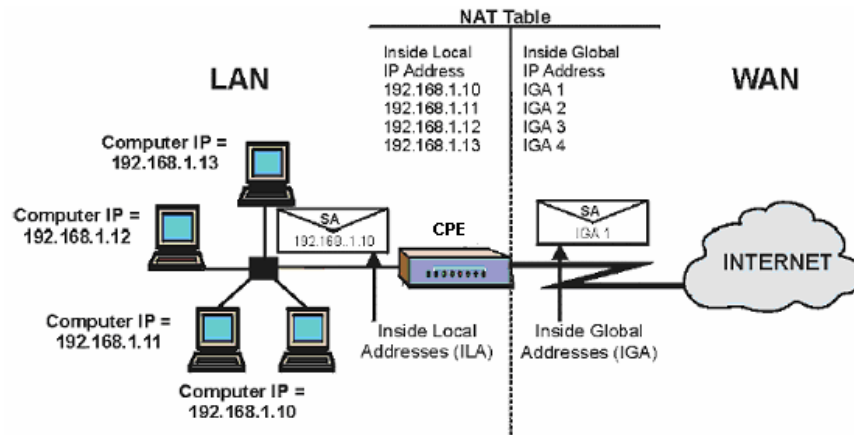 NAT Table
Inside Local
IP Address
192.168.1.10
192.168.1.11
192.168.1.12
192.168.1.13
Inside Global
IP Address
IGA 1
IGA 2
IGA 3
IGA 4
LAN
WAN
Computer IP =
192.168.1.13
Computer IP =
192.168.1.12
Computer IP =
192.168.1.11
Computer IP =
192.168.1.10
SA
192.168..1.10
CPE
SA
IGA 1
INTERNET
Inside Local
Addresses (ILA)
Inside Global
Addresses (IGA)